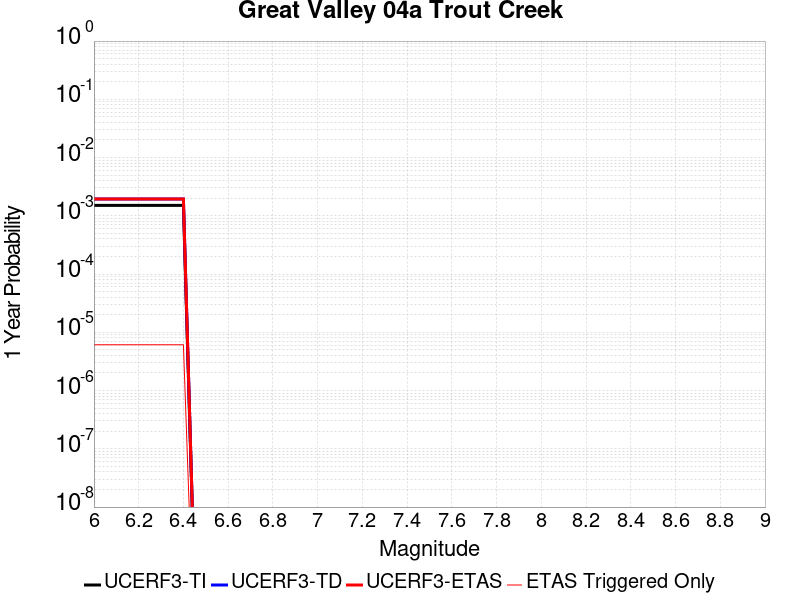 Great Valley 04a Trout Creek
1 Year Probability
10^0
10^-1
10^-2
10^-3
10^-4
10^-5
10^-6
10^-7
10^-8
6 6.2 6.4 6.6 6.8 7 7.2 7.4 7.6 7.8 8 8.2 8.4 8.6 8.8 9
Magnitude
UCERF3-TI UCERF3-TD UCERF3-ETAS ETAS Triggered Only